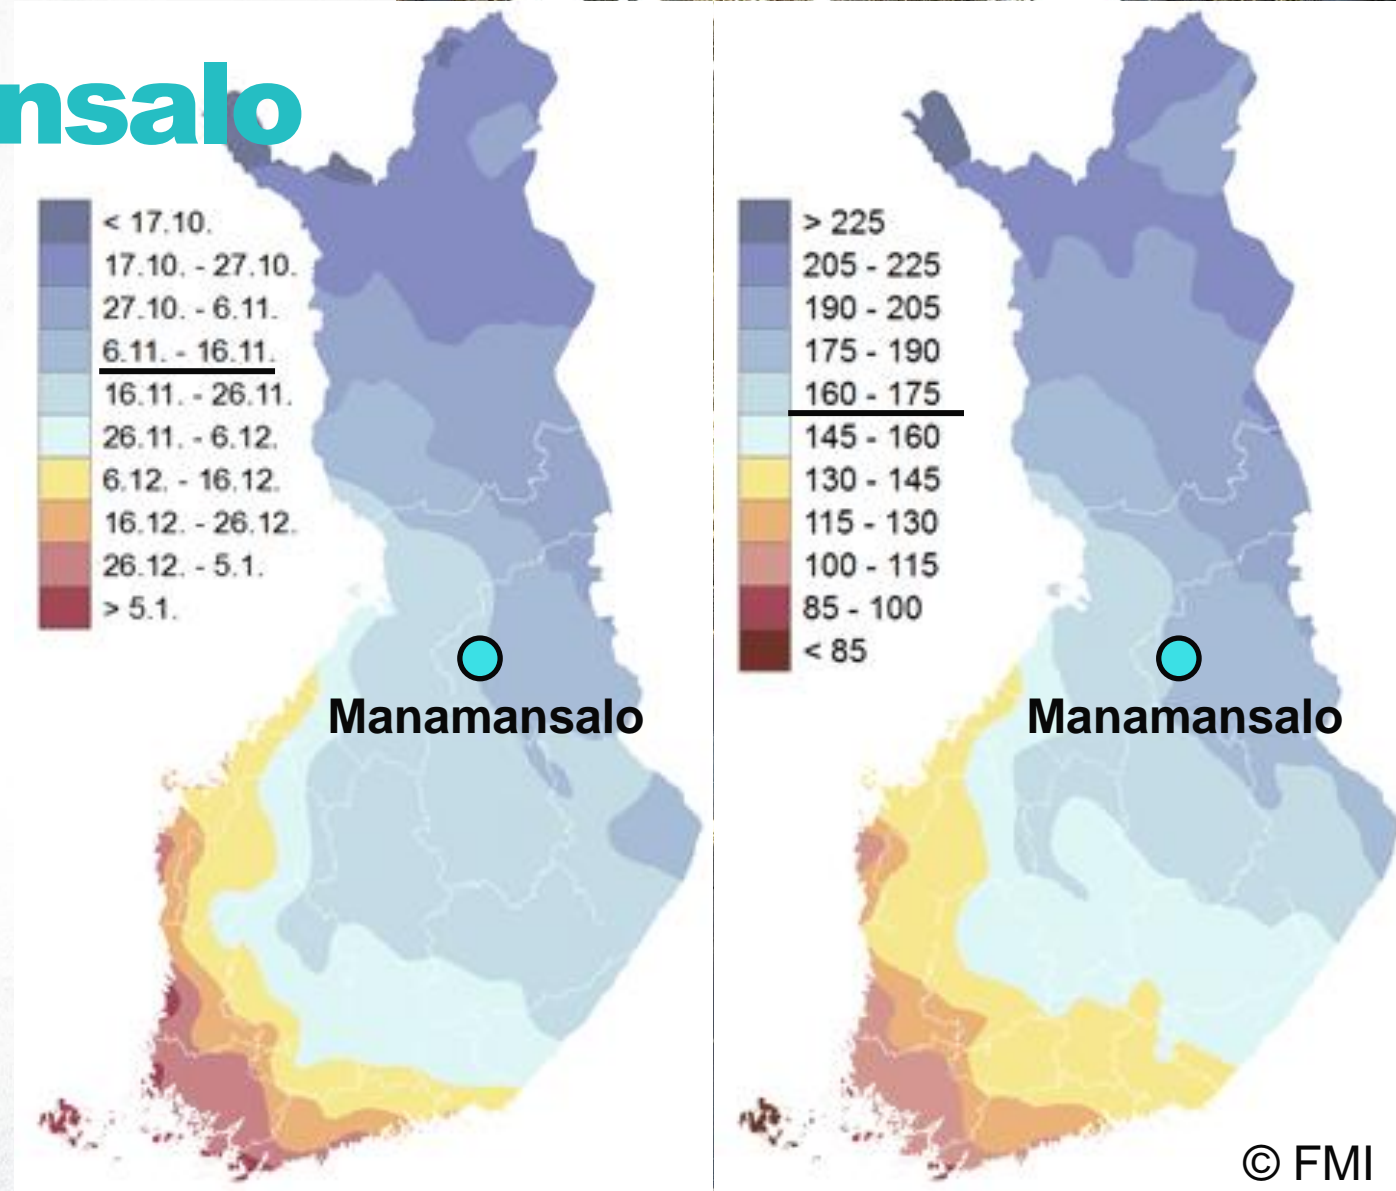 nsalo
< 17.10.
17.10. - 27.10.
27.10. - 6.11.
6.11. - 16.11.
16.11. - 26.11.
26.11. - 6.12.
6.12. - 16.12.
16.12. - 26.12.
26.12. - 5.1.
> 5.1.
Manamansalo
> 225
205 - 225
190 - 205
175 - 190
160 - 175
145 - 160
130 - 145
115 - 130
100 - 115
85 - 100
< 85
Manamansalo
© FMI